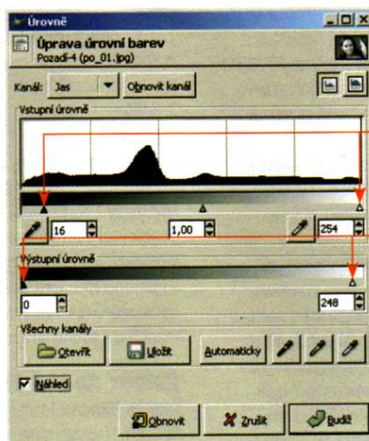 Úrovně
Úprava úrovní barev
Pozadí-4 (po_01.jpg)
Kanál: Jas Obnovit kanál
Vstupní úrovně
16 1,00 254
Výstupní úrovně
0 248
Všechny kanály
Otevřít Uložit Automaticky
Náhled
Obnovit Zrušit Budiž